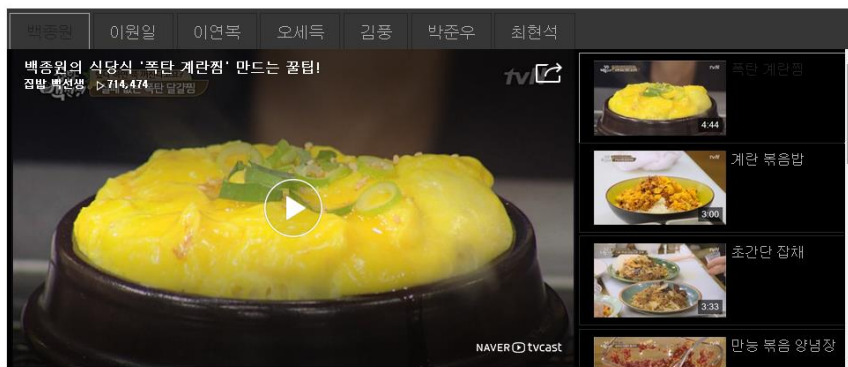 백종원 이원일 이연복 오세득 김풍 박준우 최현석
백종원의 식당식 '폭탄 계란찜' 만드는 꿀팁!
집밥 백선생 ▷714,474
tvN
NAVER tvcast
폭탄 계란찜
4:44
계란 볶음밥
3:00
초간단 잡채
3:33
만능 볶음 양념장